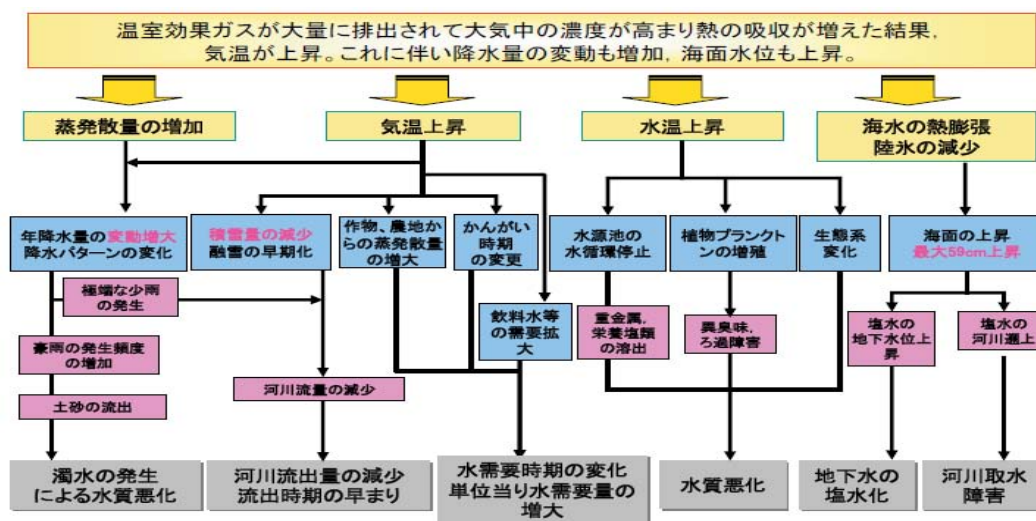 温室効果ガスが大量に排出されて大気中の濃度が高まり熱の吸収が増えた結果，
気温が上昇。これに伴い降水量の変動も増加，海面水位も上昇。
蒸発散量の増加
気温上昇
水温上昇
海水の熱膨張
陸氷の減少
年降水量の変動増大
降水パターンの変化
積雪量の減少
融雪の早期化
作物、農地か
らの蒸発散量
の増大
かんがい
時期
の変更
水源池の
水循環停止
植物プランクト
ンの増殖
生態系
変化
海面の上昇
最大59cm上昇
極端な少雨
の発生
飲料水等
の需要拡
大
重金属，
栄養塩類
の溶出
異臭味，
ろ過障害
塩水の
地下水位上
昇
塩水の
河川遡上
豪雨の発生頻度
の増加
河川流量の減少
土砂の流出
濁水の発生
による水質悪化
河川流出量の減少
流出時期の早まり
水需要時期の変化
単位当り水需要量の
増大
水質悪化
地下水の
塩水化
河川取水
障害